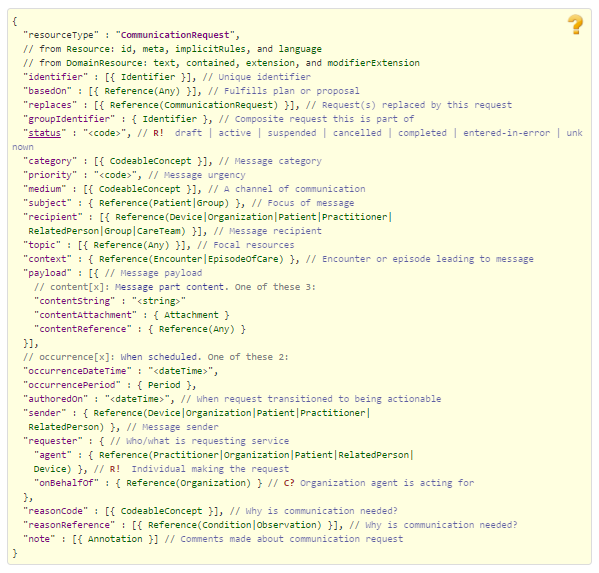 {
  "resourceType" : "CommunicationRequest",
  // from Resource: id, meta, implicitRules, and language
  // from DomainResource: text, contained, extension, and modifierExtension
  "identifier" : [{ Identifier }], // Unique identifier
  "basedOn" : [{ Reference(Any) }], // Fulfills plan or proposal
  "replaces" : [{ Reference(CommunicationRequest) }], // Request(s) replaced by this request
  "groupIdentifier" : { Identifier }, // Composite request this is part of
  "status" : "<code>", // R!  draft | active | suspended | cancelled | completed | entered-in-error | unk
nown
  "category" : [{ CodeableConcept }], // Message category
  "priority" : "<code>", // Message urgency
  "medium" : [{ CodeableConcept }], // A channel of communication
  "subject" : { Reference(Patient|Group) }, // Focus of message
  "recipient" : [{ Reference(Device|Organization|Patient|Practitioner|
   RelatedPerson|Group|CareTeam) }], // Message recipient
  "topic" : [{ Reference(Any) }], // Focal resources
  "context" : { Reference(Encounter|EpisodeOfCare) }, // Encounter or episode leading to message
  "payload" : [{ // Message payload
    // content[x]: Message part content. One of these 3:
    "contentString" : "<string>"
    "contentAttachment" : { Attachment }
    "contentReference" : { Reference(Any) }
  }],
  // occurrence[x]: When scheduled. One of these 2:
  "occurrenceDateTime" : "<dateTime>",
  "occurrencePeriod" : { Period },
  "authoredOn" : "<dateTime>", // When request transitioned to being actionable
  "sender" : { Reference(Device|Organization|Patient|Practitioner|
   RelatedPerson) }, // Message sender
  "requester" : { // Who/what is requesting service
    "agent" : { Reference(Practitioner|Organization|Patient|RelatedPerson|
    Device) }, // R!  Individual making the request
    "onBehalfOf" : { Reference(Organization) } // C? Organization agent is acting for
  },
  "reasonCode" : [{ CodeableConcept }], // Why is communication needed?
  "reasonReference" : [{ Reference(Condition|Observation) }], // Why is communication needed?
  "note" : [{ Annotation }] // Comments made about communication request
}